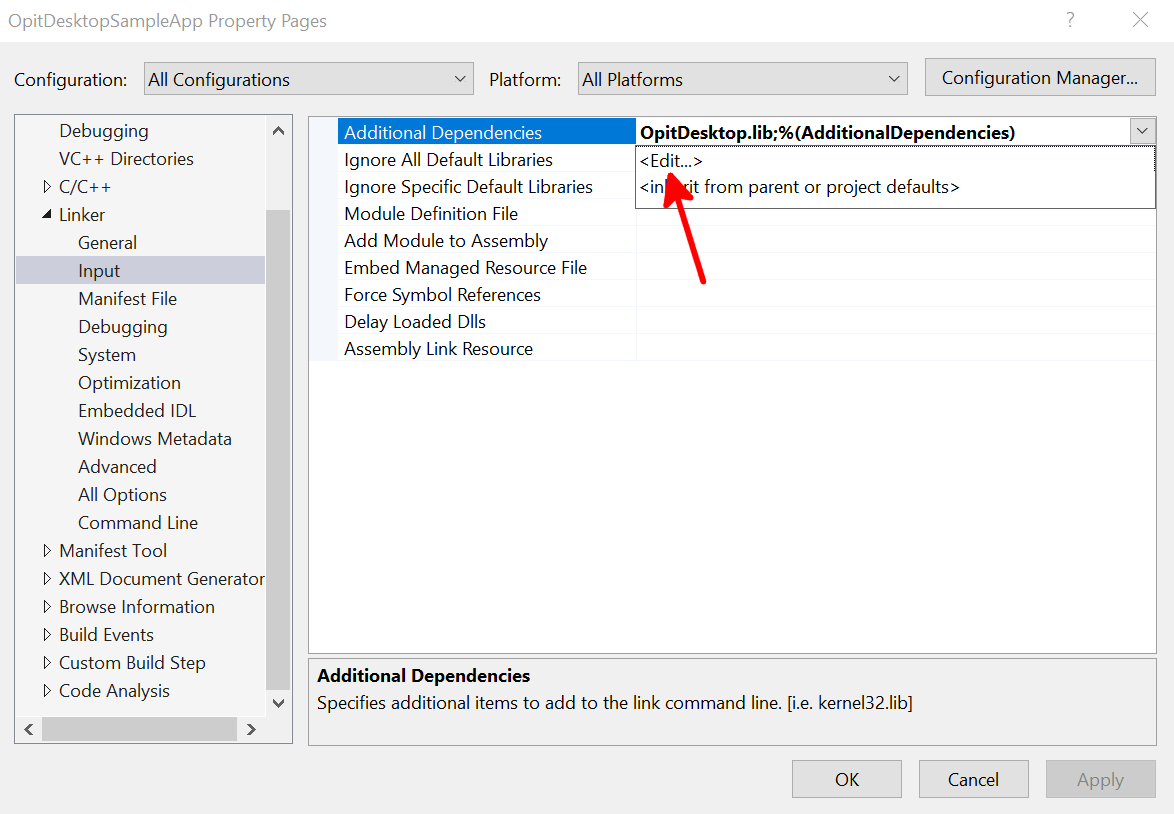 OpitDesktopSampleApp Property Pages
?
Configuration: All Configurations Platform: All Platforms Configuration Manager...
Debugging
VC++ Directories
C/C++
Linker
General
Input
Manifest File
Debugging
System
Optimization
Embedded IDL
Windows Metadata
Advanced
All Options
Command Line
Manifest Tool
XML Document Generator
Browse Information
Build Events
Custom Build Step
Code Analysis
Additional Dependencies OpitDesktop.lib;%(AdditionalDependencies)
Ignore All Default Libraries <Edit...>
Ignore Specific Default Libraries <inherit from parent or project defaults>
Module Definition File
Add Module to Assembly
Embed Managed Resource File
Force Symbol References
Delay Loaded Dlls
Assembly Link Resource
Additional Dependencies
Specifies additional items to add to the link command line. [i.e. kernel32.lib]
OK Cancel Apply